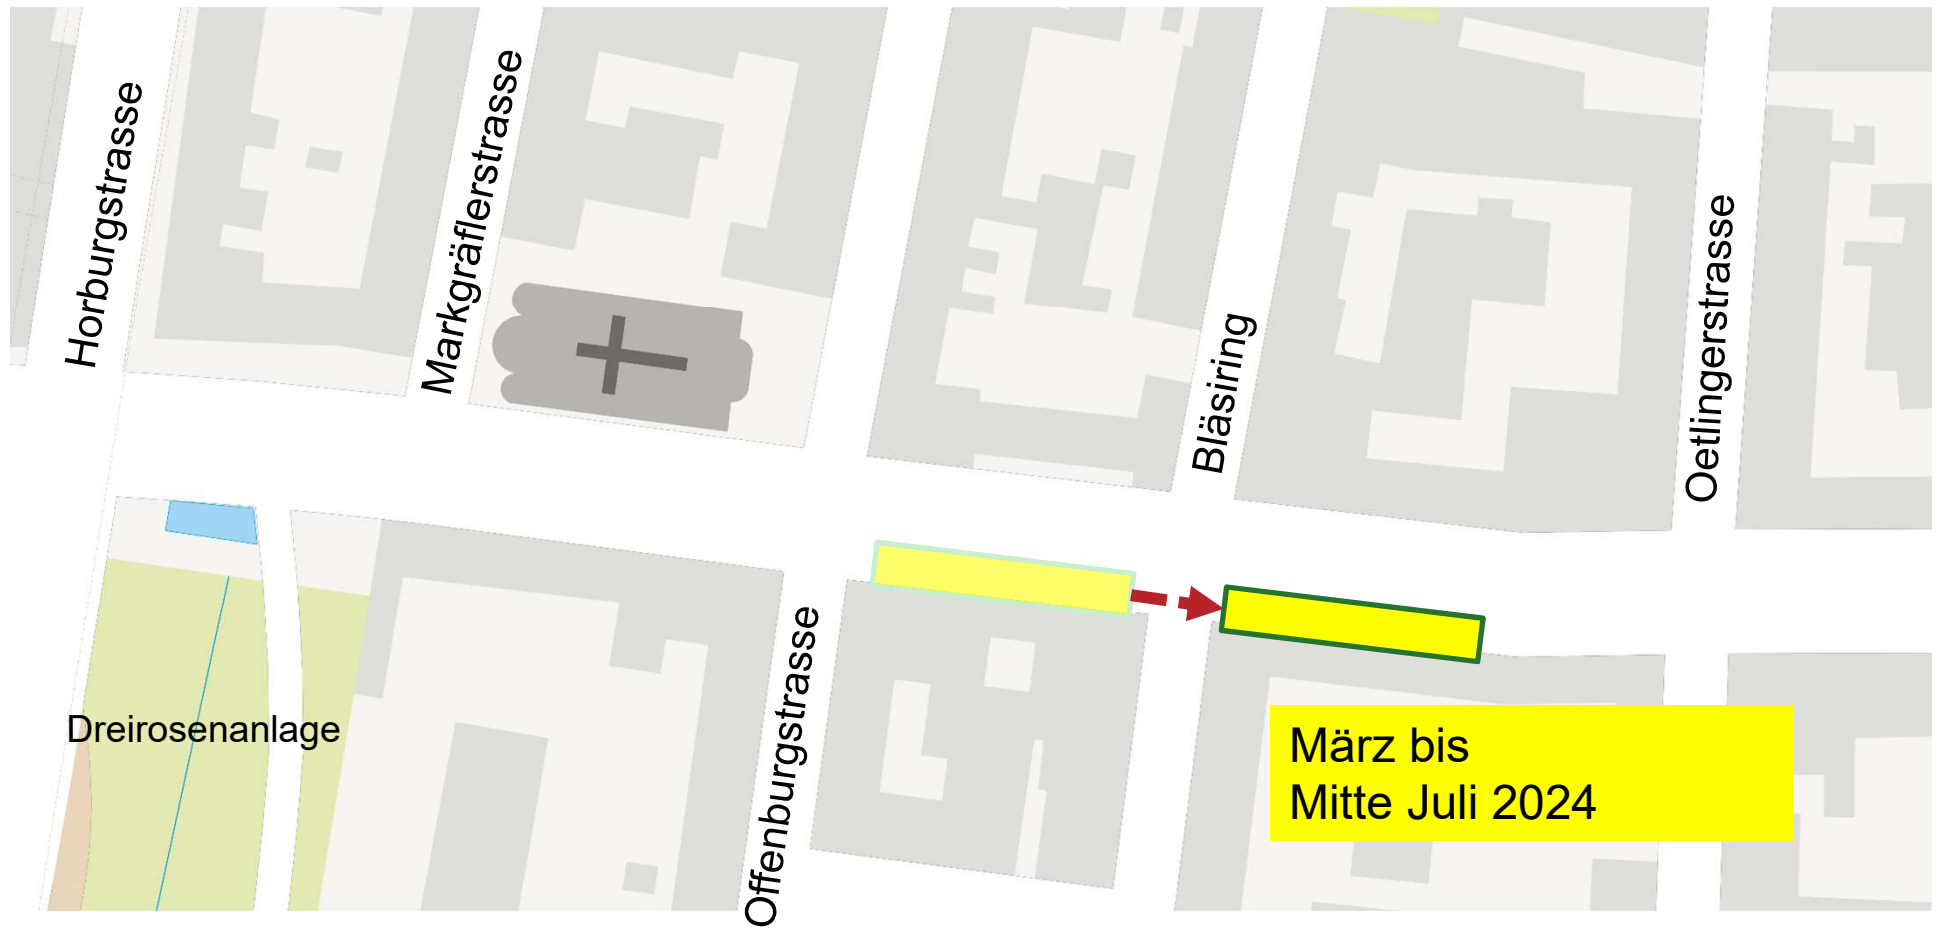 Horburgstrasse
Markgräflerstrasse
Bläsiring
Oetlingerstrasse
Dreirosenanlage
Offenburgstrasse
März bis
Mitte Juli 2024